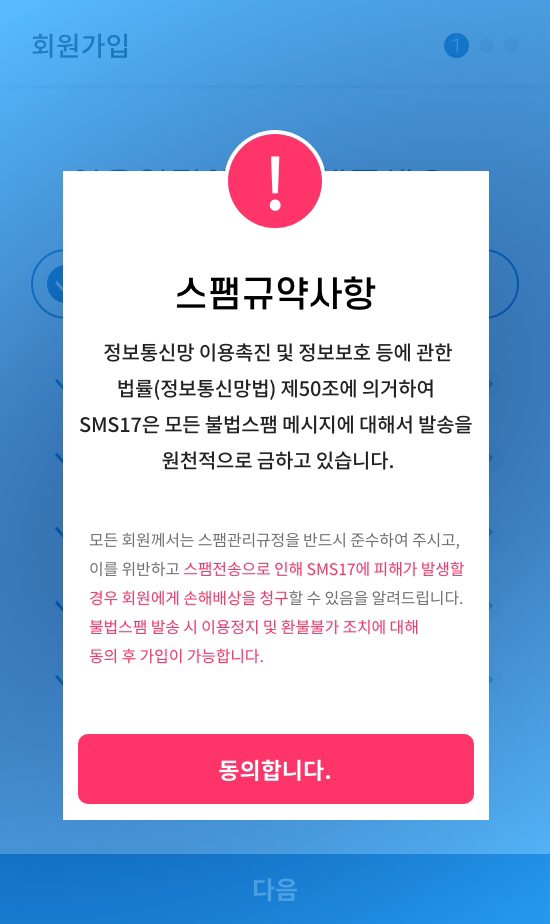 회원가입
1
스팸규약사항
정보통신망 이용촉진 및 정보보호 등에 관한
법률(정보통신망법) 제50조에 의거하여
SMS17은 모든 불법스팸 메시지에 대해서 발송을
원천적으로 금하고 있습니다.
모든 회원께서는 스팸관리규정을 반드시 준수하여 주시고,
이를 위반하고 스팸전송으로 인해 SMS17에 피해가 발생할
경우 회원에게 손해배상을 청구할 수 있음을 알려드립니다.
불법스팸 발송 시 이용정지 및 환불불가 조치에 대해
동의 후 가입이 가능합니다.
동의합니다.
다음